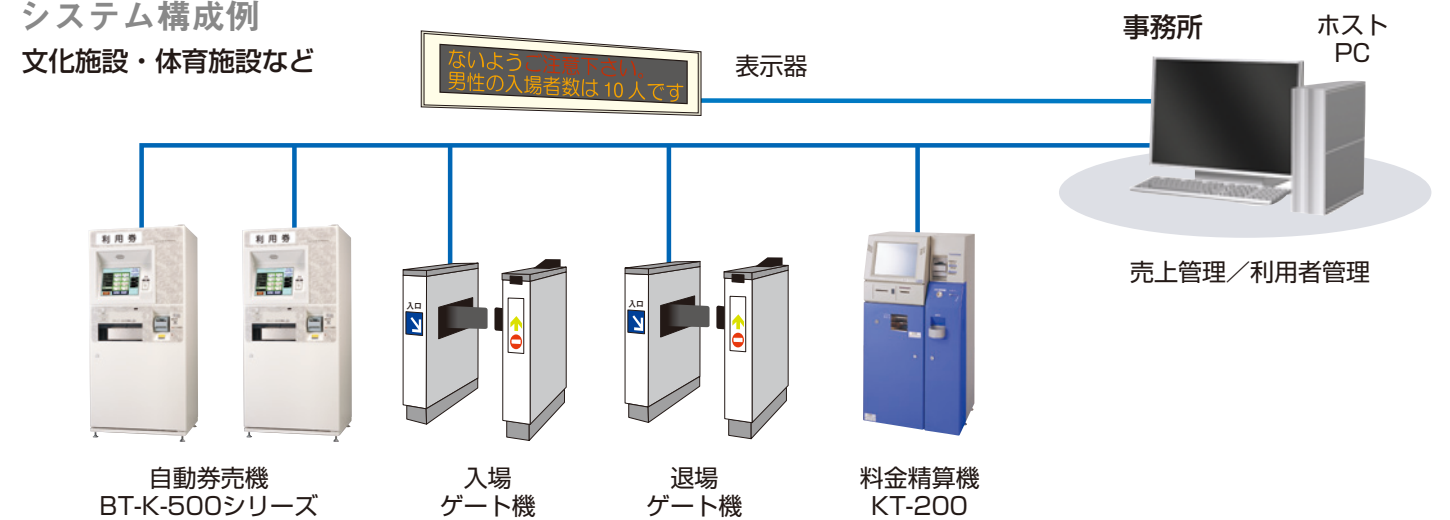 システム構成例
文化施設・体育施設など
ないようご注意下さい。
男性の入場者数は10人です
表示器
事務所
ホスト
PC
売上管理／利用者管理
利用券
利用券
入口
入口
自動券売機
BT-K-500シリーズ
入場
ゲート機
退場
ゲート機
料金精算機
KT-200